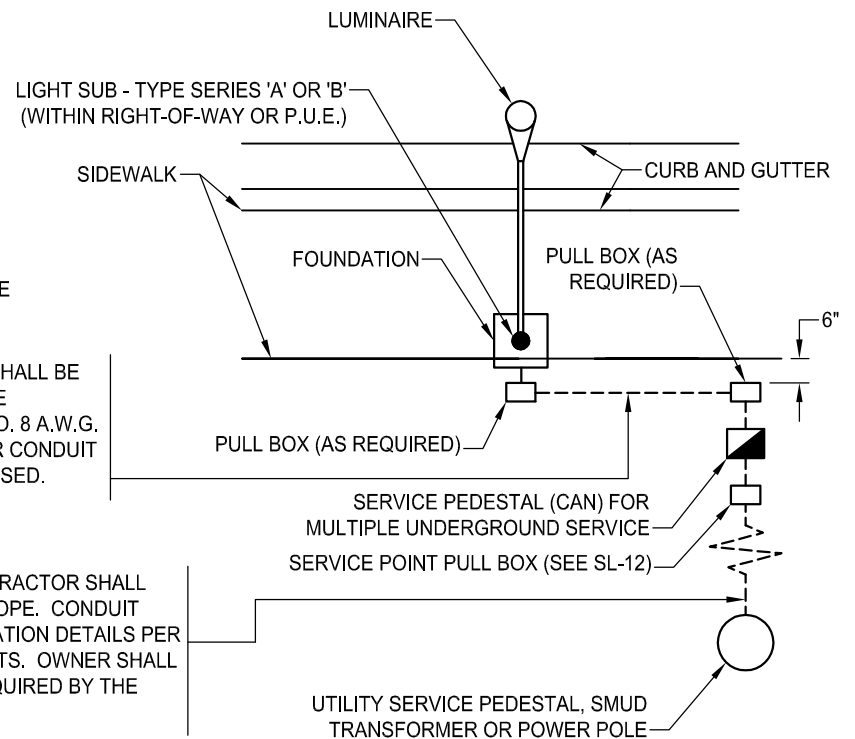 LUMINAIRE
LIGHT SUB - TYPE SERIES 'A' OR 'B'
(WITHIN RIGHT-OF-WAY OR P.U.E.)
SIDEWALK
CURB AND GUTTER
FOUNDATION
PULL BOX (AS
REQUIRED)
6"
HALL BE
O. 8 A.W.G.
CONDUIT
SED.
PULL BOX (AS REQUIRED)
SERVICE PEDESTAL (CAN) FOR
MULTIPLE UNDERGROUND SERVICE
SERVICE POINT PULL BOX (SEE SL-12)
RACTOR SHALL
OPE. CONDUIT
ATION DETAILS PER
TS. OWNER SHALL
QUIRED BY THE
UTILITY SERVICE PEDESTAL, SMUD
TRANSFORMER OR POWER POLE